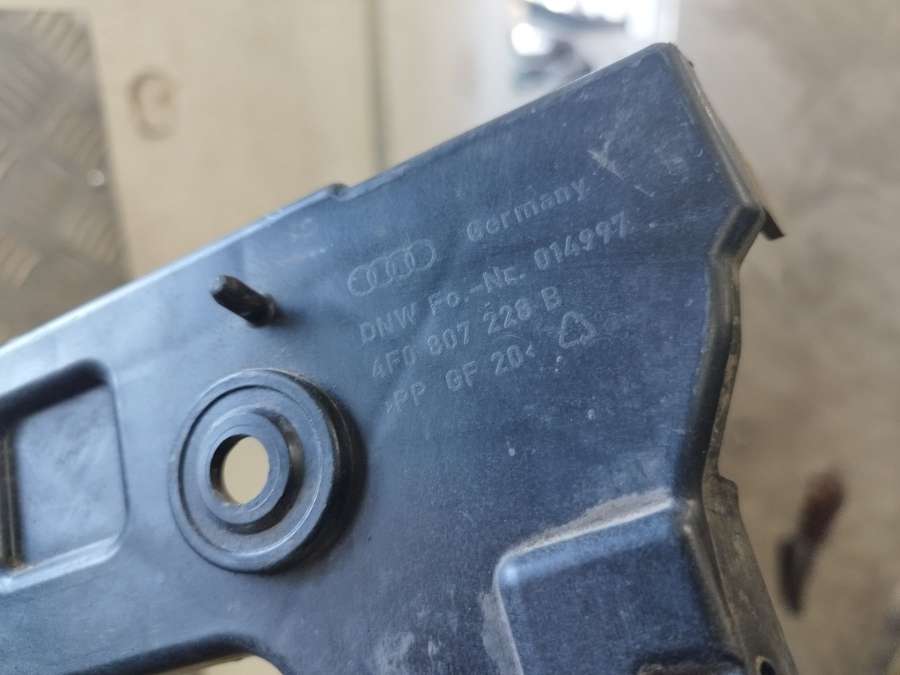 Germany
DNW Fo.-Nr. 014997
4F0 807 228 B
>PP GF 20<